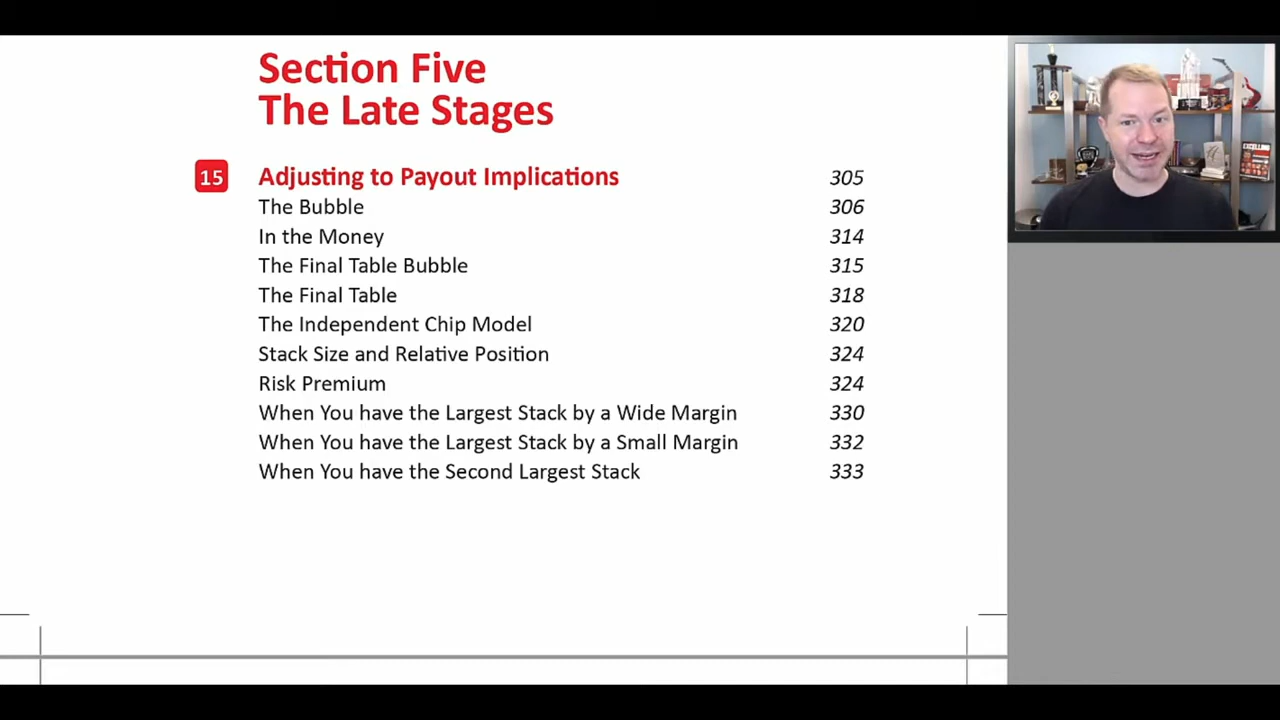 Section Five
The Late Stages
15 Adjusting to Payout Implications 305
The Bubble 306
In the Money 314
The Final Table Bubble 315
The Final Table 318
The Independent Chip Model 320
Stack Size and Relative Position 324
Risk Premium 324
When You have the Largest Stack by a Wide Margin 330
When You have the Largest Stack by a Small Margin 332
When You have the Second Largest Stack 333